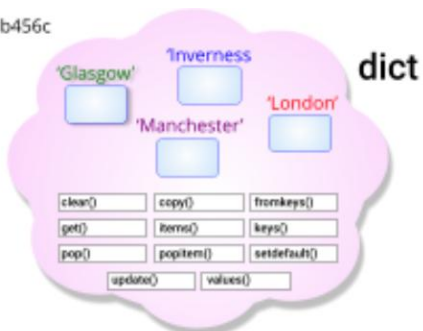 b456c
dict
'Inverness
'Glasgow'
'London'
'Manchester'
clear() copy() fromkeys()
get() items() keys()
pop() popitem() setdefault()
update() values()